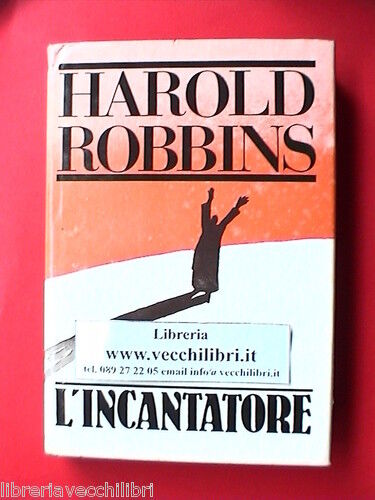 HAROLD
ROBBINS
Libreria
www.vecchilibri.it
tel. 089 27 22 05 email info@vecchilibri.it
L'INCANTATORE
libreriavecchilibri